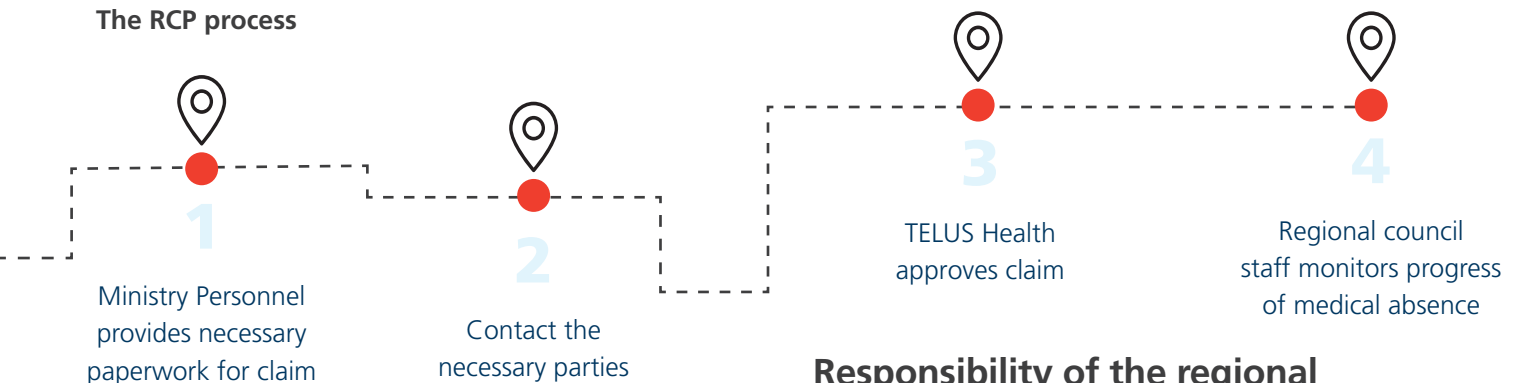 The RCP process
1
Ministry Personnel
provides necessary
paperwork for claim
2
Contact the
necessary parties
3
TELUS Health
approves claim
4
Regional council
staff monitors progress
of medical absence
Responsibility of the regional